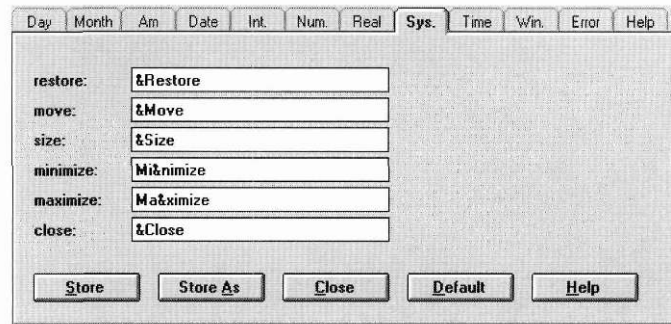 Day Month Am Date Int. Num. Real Sys. Time Win. Error Help
restore: &Restore
move: &Move
size: &Size
minimize: Mi&nimize
maximize: Ma&ximize
close: &Close
Store Store As Close Default Help